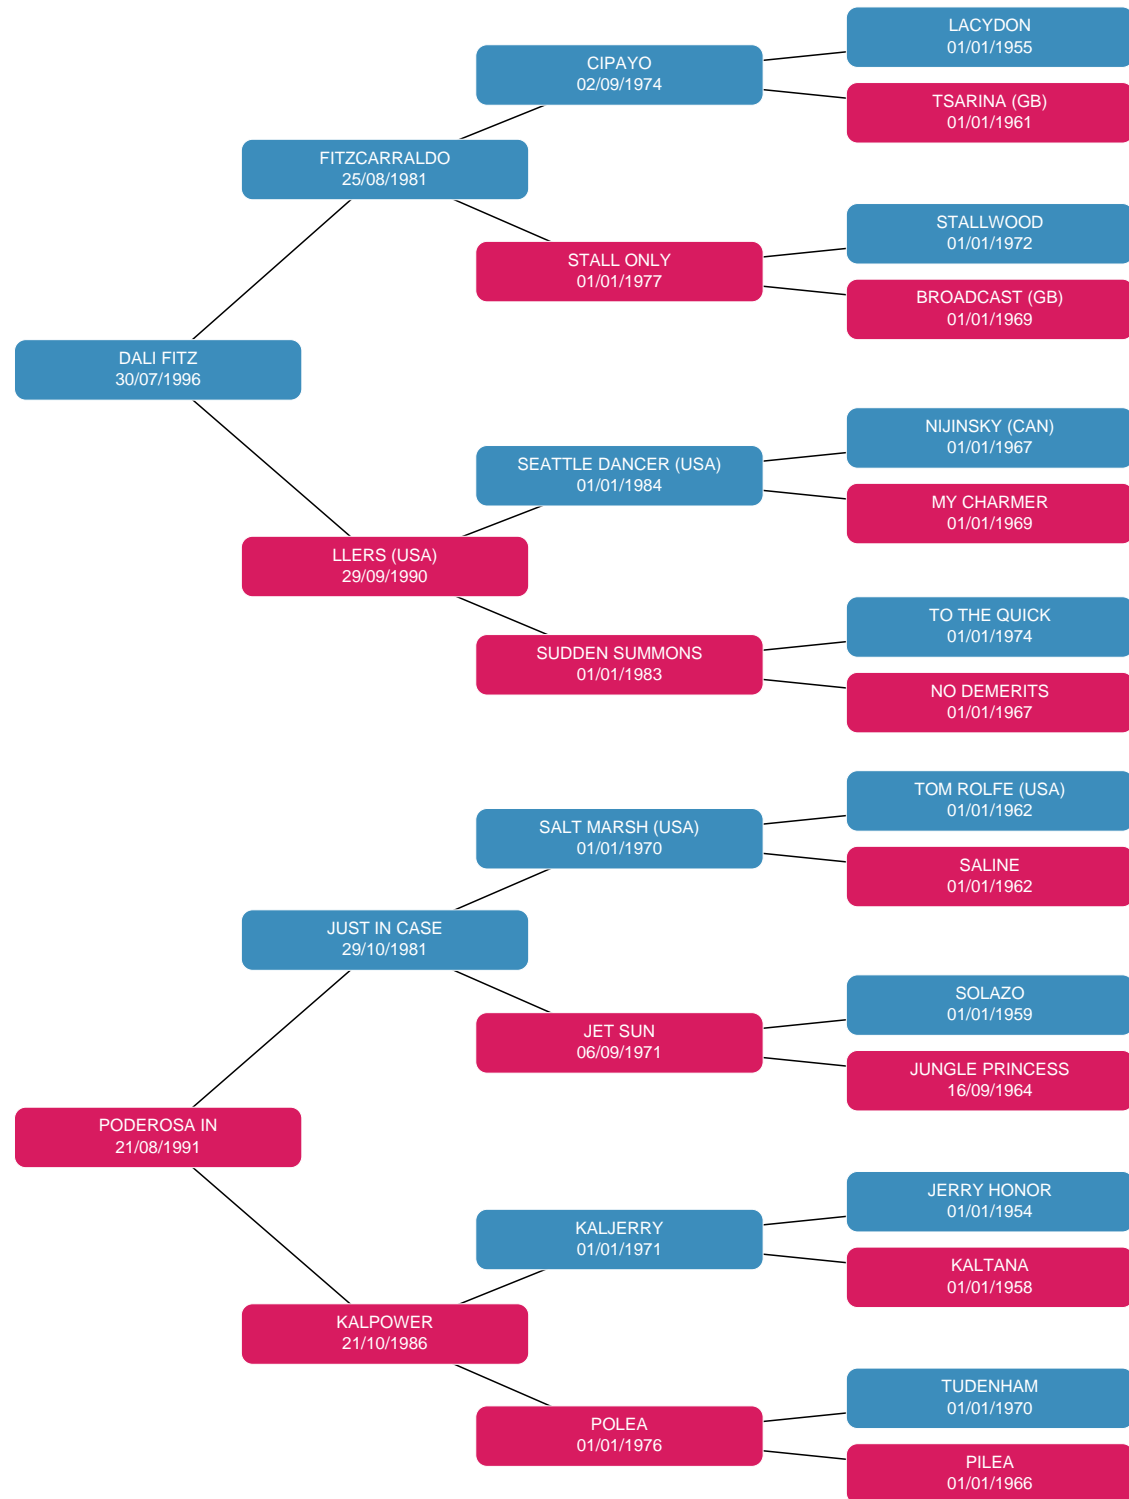 LACYDON
01/01/1955
CIPAYO
02/09/1974
TSARINA (GB)
01/01/1961
FITZCARRALDO
25/08/1981
STALLWOOD
01/01/1972
STALL ONLY
01/01/1977
BROADCAST (GB)
01/01/1969
DALI FITZ
30/07/1996
NIJINSKY (CAN)
01/01/1967
SEATTLE DANCER (USA)
01/01/1984
MY CHARMER
01/01/1969
LLERS (USA)
29/09/1990
TO THE QUICK
01/01/1974
SUDDEN SUMMONS
01/01/1983
NO DEMERITS
01/01/1967
TOM ROLFE (USA)
01/01/1962
SALT MARSH (USA)
01/01/1970
SALINE
01/01/1962
JUST IN CASE
29/10/1981
SOLAZO
01/01/1959
JET SUN
06/09/1971
JUNGLE PRINCESS
16/09/1964
PODEROSA IN
21/08/1991
JERRY HONOR
01/01/1954
KALJERRY
01/01/1971
KALTANA
01/01/1958
KALPOWER
21/10/1986
TUDENHAM
01/01/1970
POLEA
01/01/1976
PILEA
01/01/1966